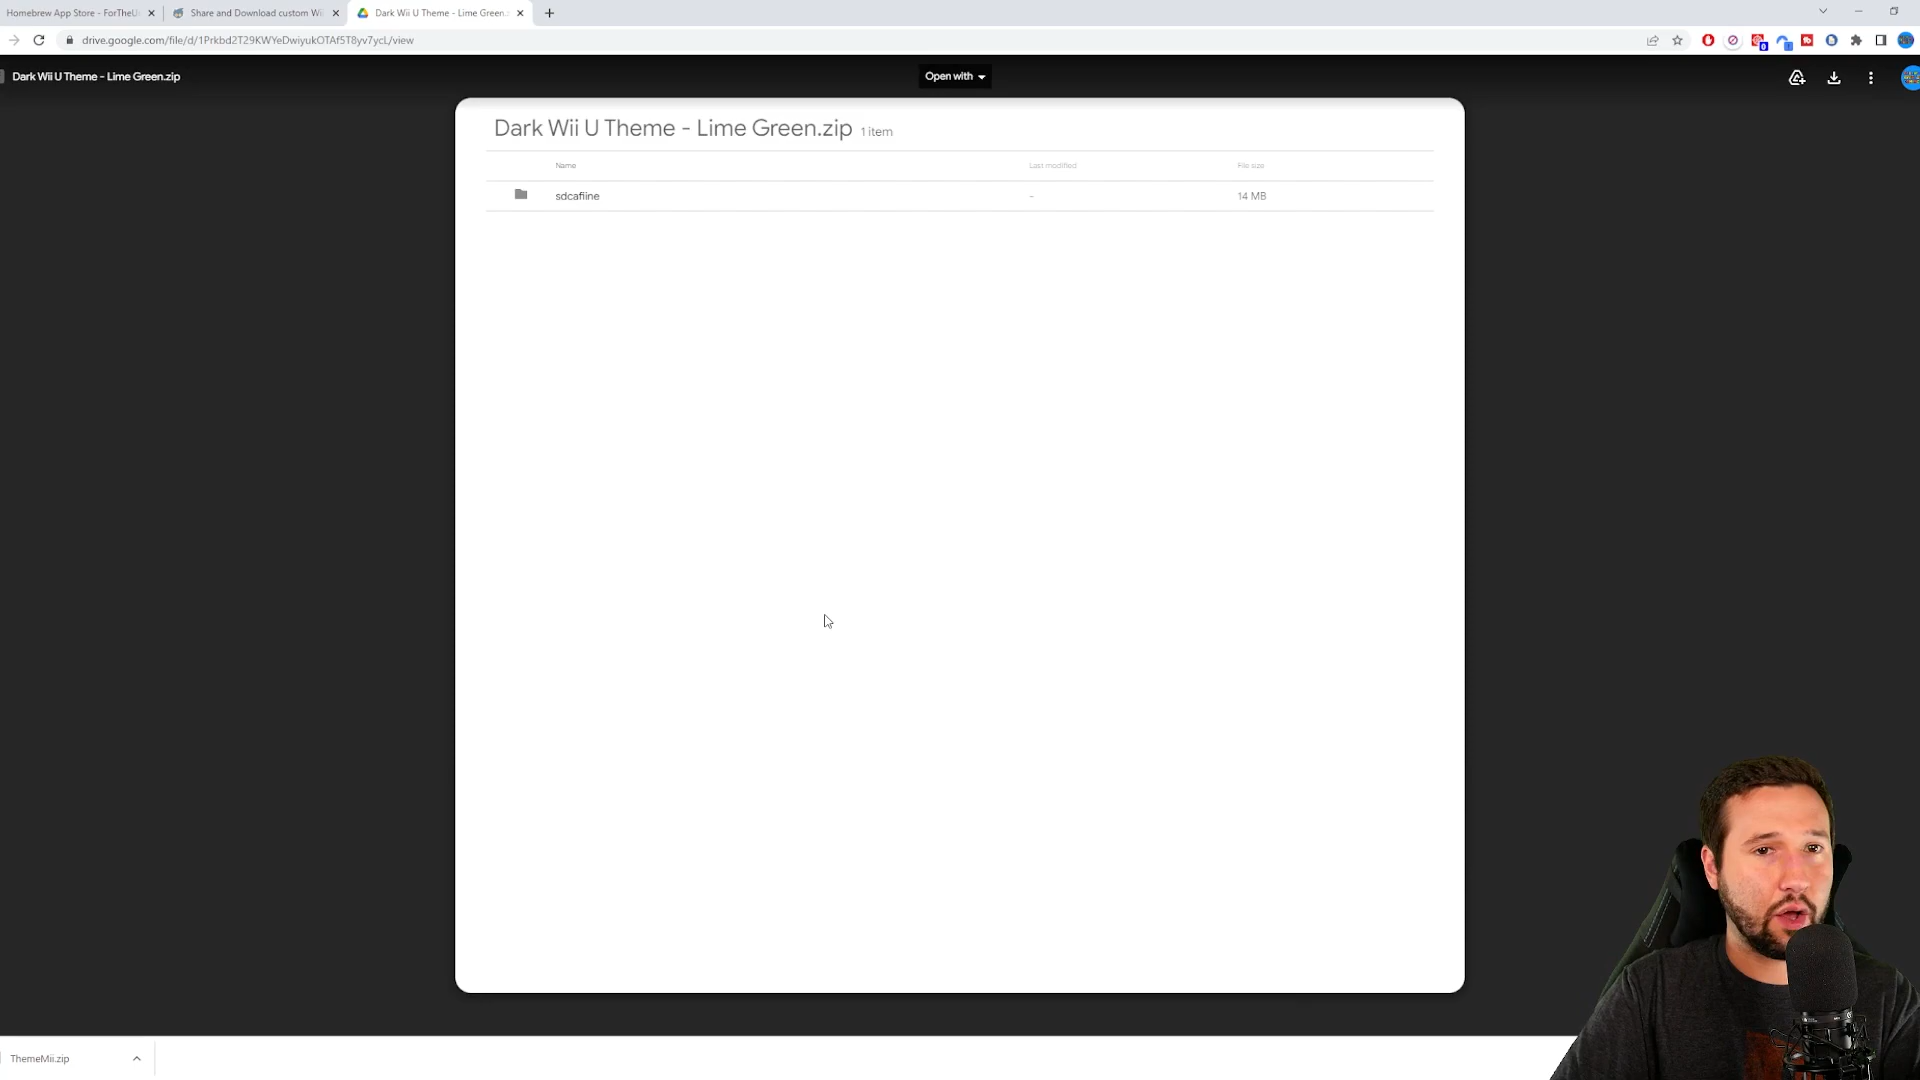 Homebrew App Store - ForTheU
Share and Download custom Wi
Dark Wii U Theme - Lime Green.z
drive.google.com/file/d/1Prkbd2T29KWYeDwiyukOTAf5T8yv7ycL/view
Dark Wii U Theme - Lime Green.zip
Open with
Dark Wii U Theme - Lime Green.zip 1 item
Name Last modified File size
sdcafiine - 14 MB
ThemeMii.zip